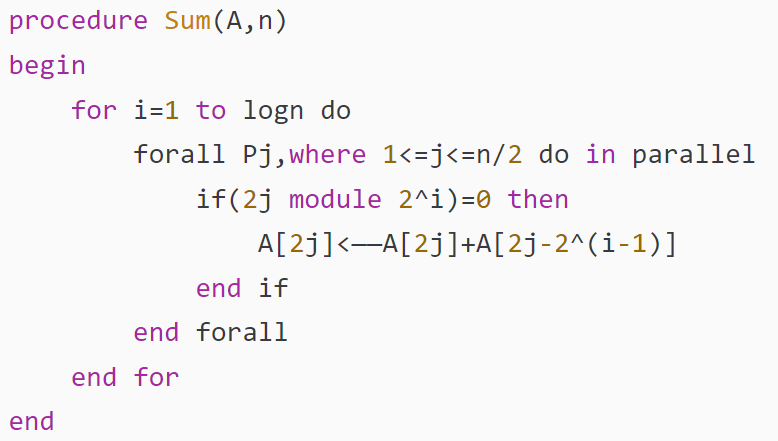 procedure Sum(A,n)
begin
    for i=1 to logn do
        forall Pj,where 1<=j<=n/2 do in parallel
            if(2j module 2^i)=0 then
                A[2j]<——A[2j]+A[2j-2^(i-1)]
            end if
        end forall
    end for
end